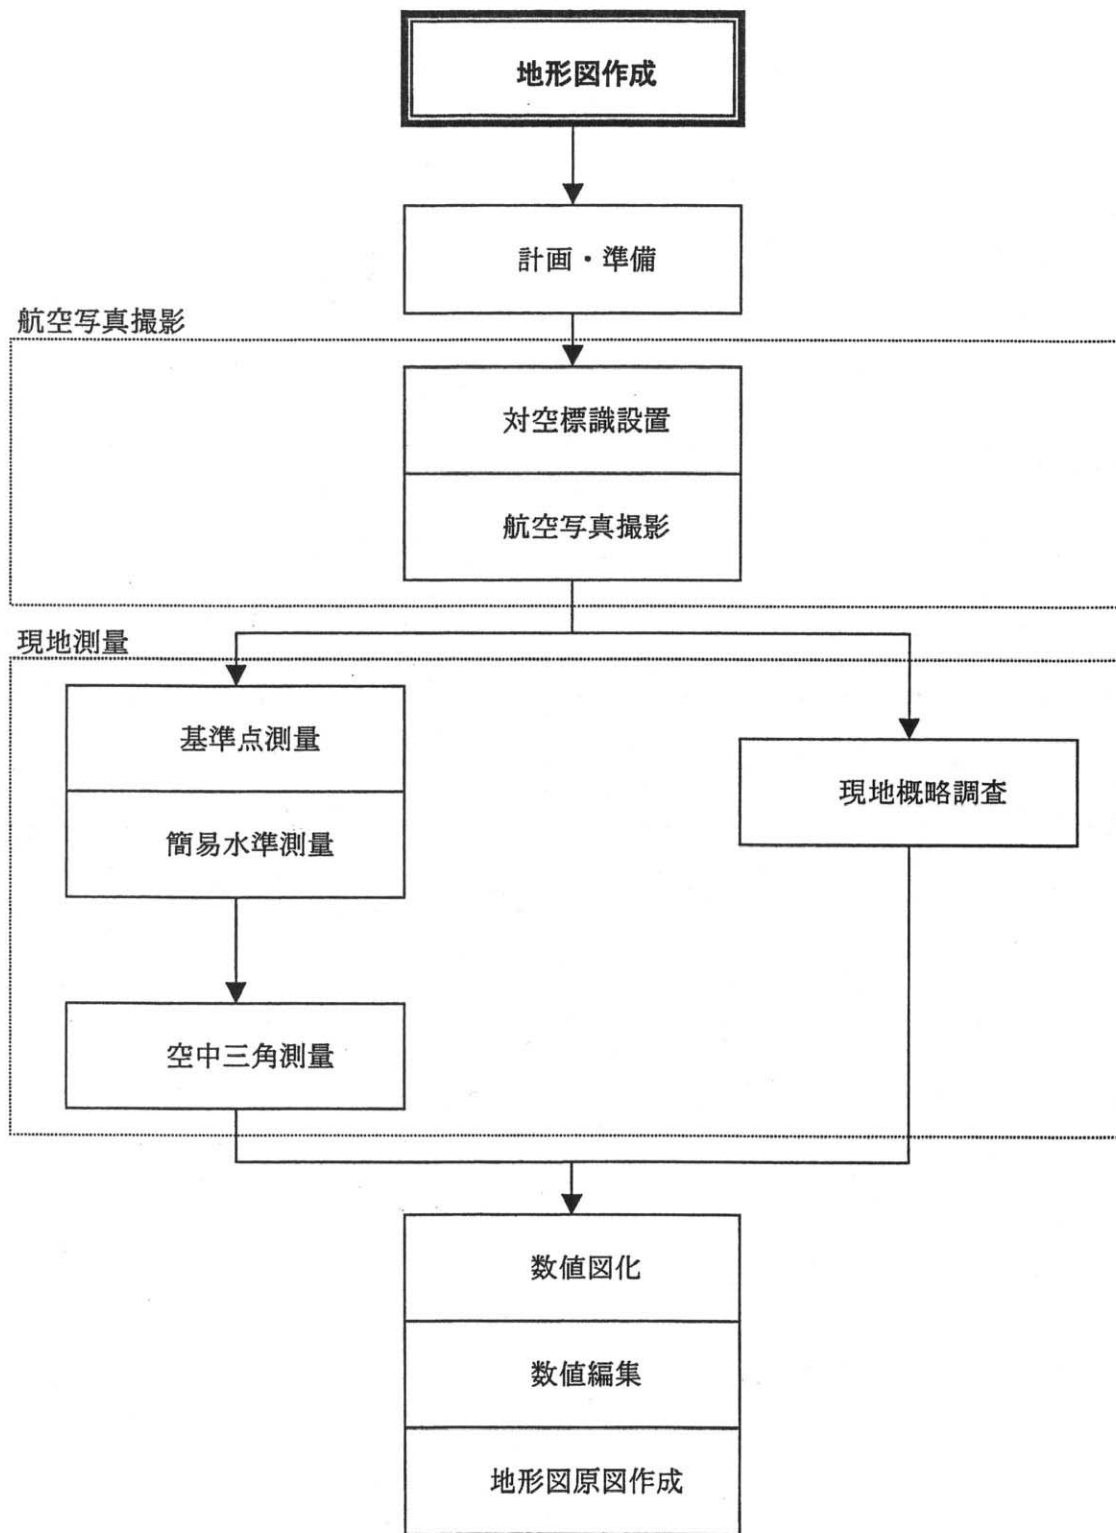 地形図作成
計画・準備
航空写真撮影
対空標識設置
航空写真撮影
現地測量
基準点測量
簡易水準測量
現地概略調査
空中三角測量
数値図化
数値編集
地形図原図作成